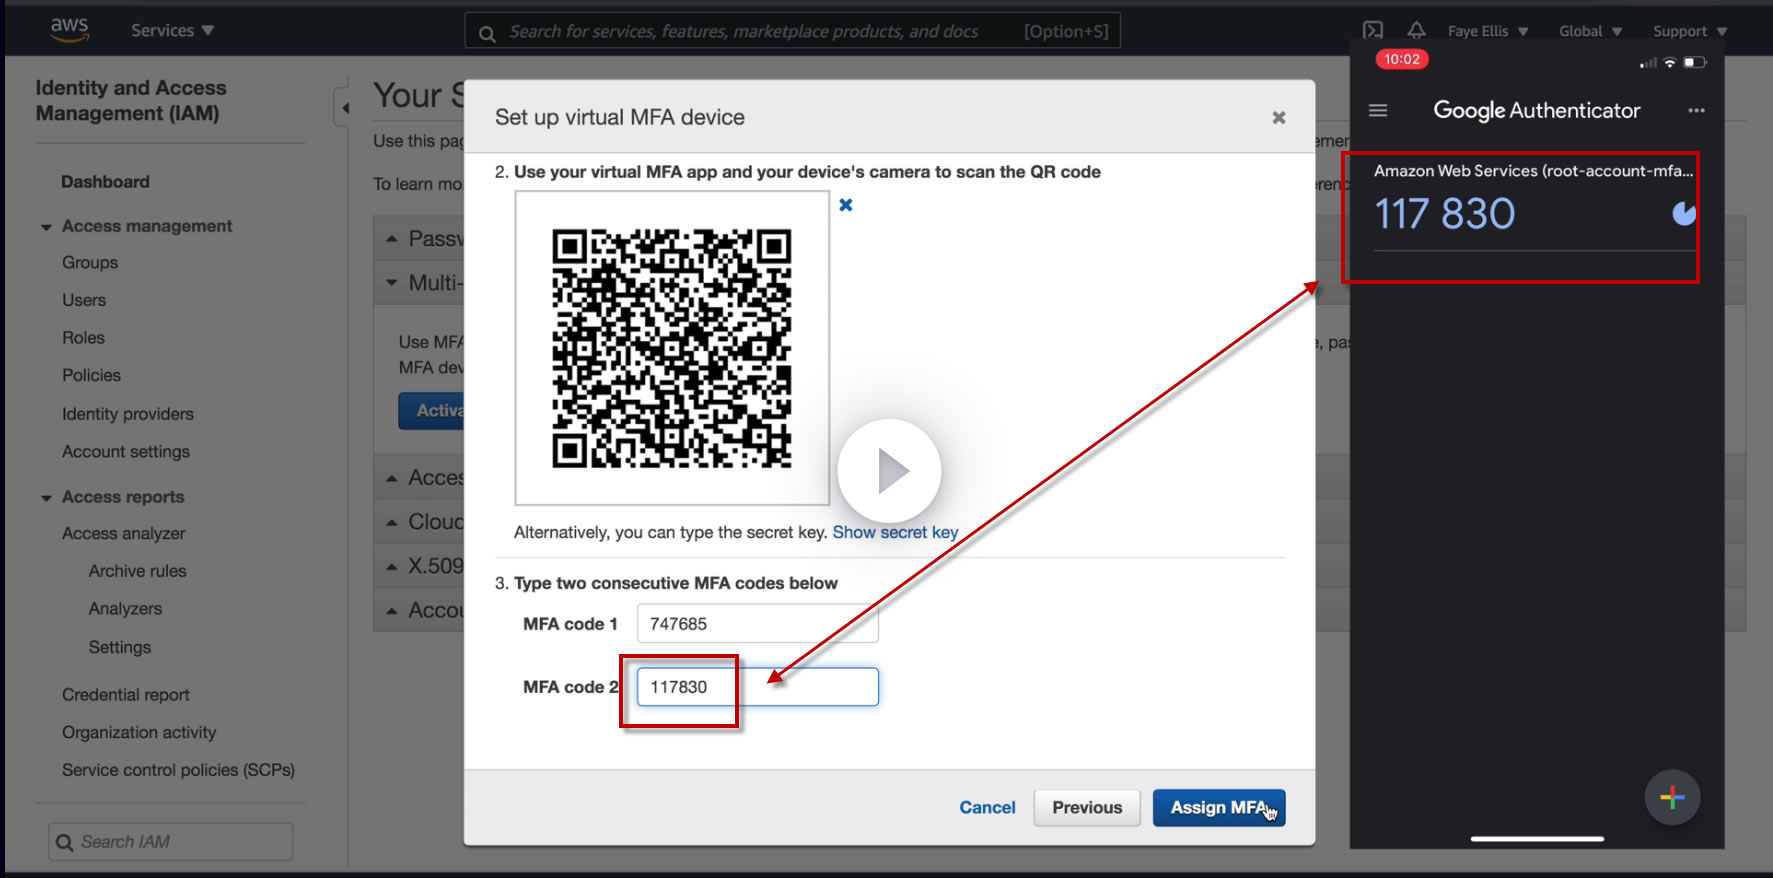 aws
Services
Search for services, features, marketplace products, and docs
[Option+S]
Faye Ellis
Global
Support
Identity and Access
Management (IAM)
Dashboard
Access management
Groups
Users
Roles
Policies
Identity providers
Account settings
Access reports
Access analyzer
Archive rules
Analyzers
Settings
Credential report
Organization activity
Service control policies (SCPs)
Search IAM
Your S
Use this pag
To learn mo
Passw
Multi-
Use MFA
MFA dev
Activa
Acces
Cloud
X.509
Accou
Set up virtual MFA device
2. Use your virtual MFA app and your device's camera to scan the QR code
Alternatively, you can type the secret key. Show secret key
3. Type two consecutive MFA codes below
MFA code 1
747685
MFA code 2
117830
Cancel
Previous
Assign MFA
10:02
Google Authenticator
Amazon Web Services (root-account-mfa...
117 830